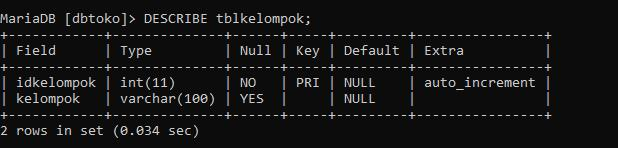 MariaDB [dbtoko]> DESCRIBE tblkelompok;
+------------+--------------+------+-----+---------+----------------+
| Field      | Type         | Null | Key | Default | Extra          |
+------------+--------------+------+-----+---------+----------------+
| idkelompok | int(11)      | NO   | PRI | NULL    | auto_increment |
| kelompok   | varchar(100) | YES  |     | NULL    |                |
+------------+--------------+------+-----+---------+----------------+
2 rows in set (0.034 sec)